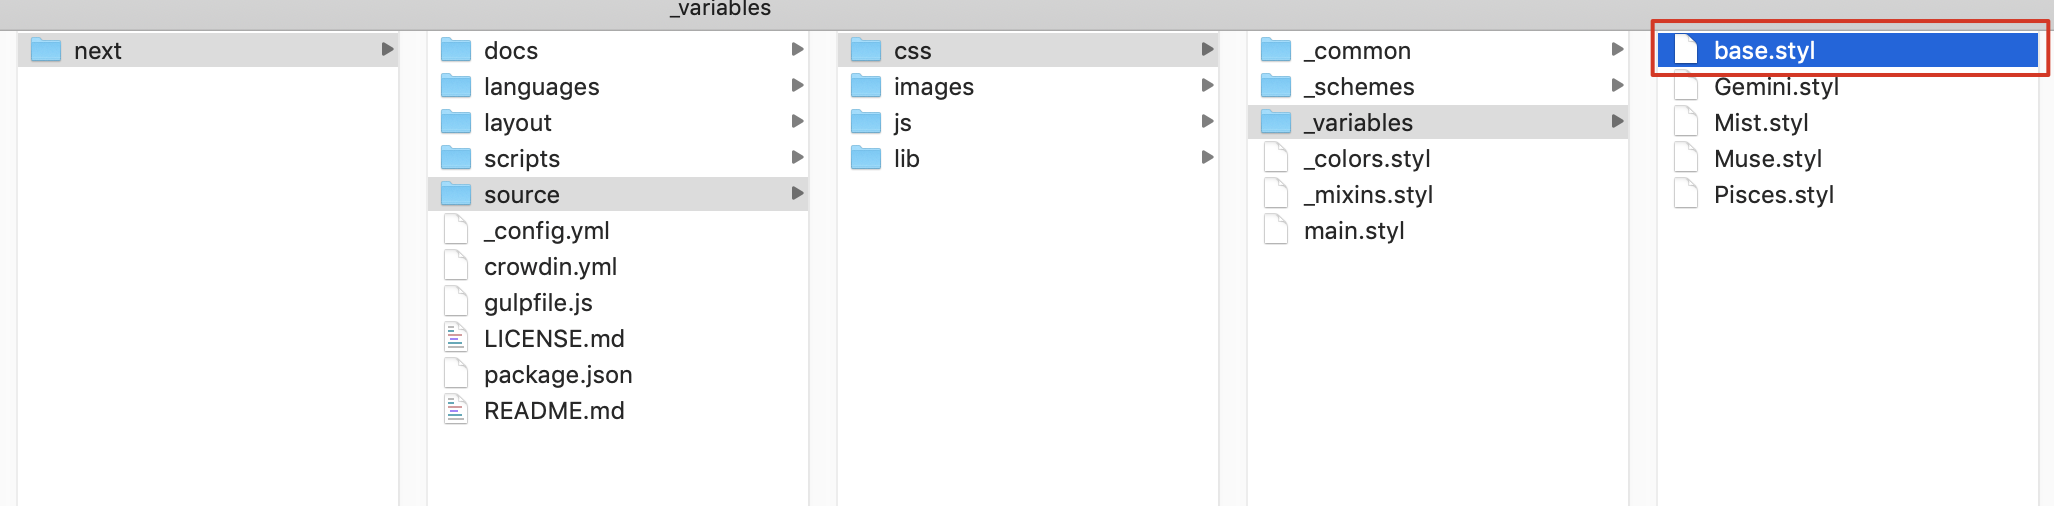 _variables
next
docs
languages
layout
scripts
source
_config.yml
crowdin.yml
gulpfile.js
LICENSE.md
package.json
README.md
css
images
js
lib
_common
_schemes
_variables
_colors.styl
_mixins.styl
main.styl
base.styl
Gemini.styl
Mist.styl
Muse.styl
Pisces.styl